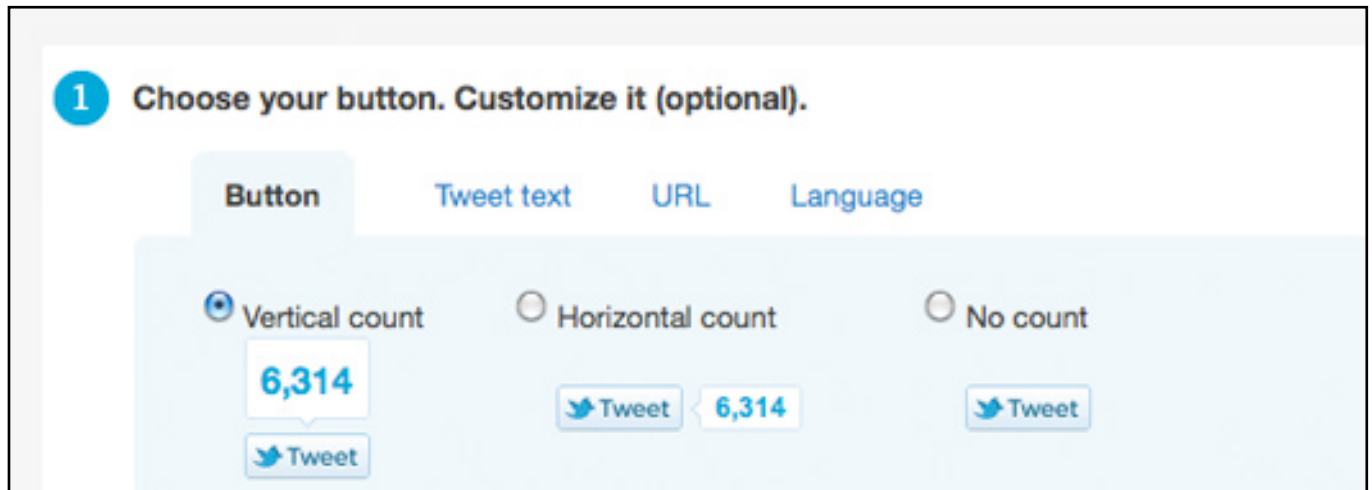 1 Choose your button. Customize it (optional).
Button Tweet text URL Language
Vertical count Horizontal count No count
6,314
Tweet 6,314 Tweet
Tweet